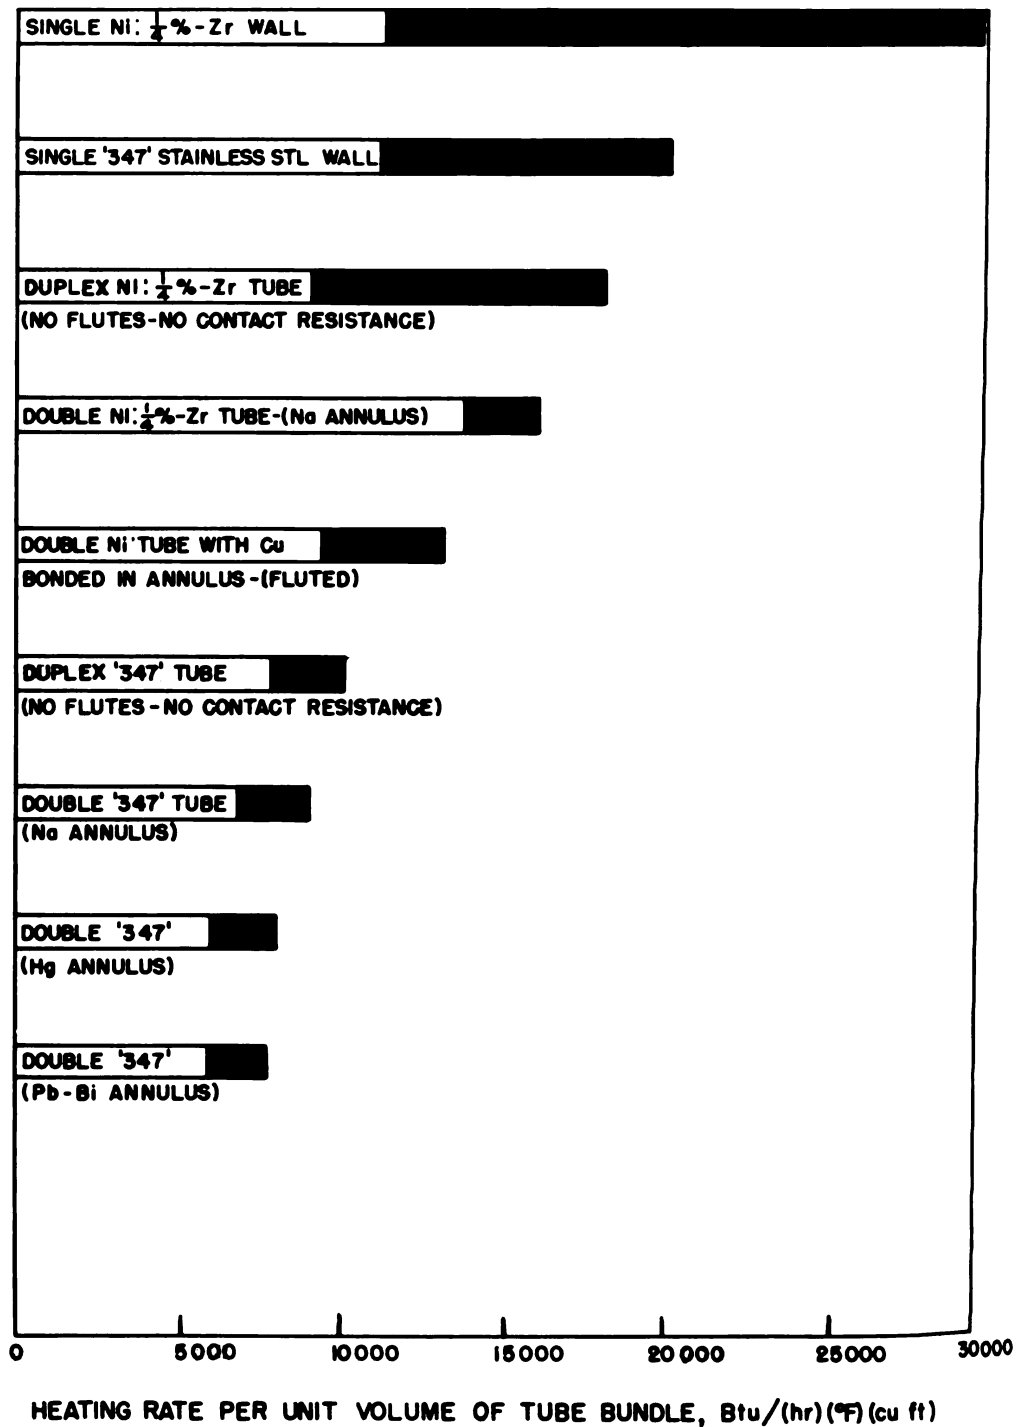 SINGLE Ni: 1/4 %-Zr WALL
SINGLE '347' STAINLESS STL WALL
DUPLEX Ni: 1/4 %-Zr TUBE
(NO FLUTES-NO CONTACT RESISTANCE)
DOUBLE Ni: 1/4 %-Zr TUBE-(Na ANNULUS)
DOUBLE Ni TUBE WITH Cu
BONDED IN ANNULUS-(FLUTED)
DUPLEX '347' TUBE
(NO FLUTES-NO CONTACT RESISTANCE)
DOUBLE '347' TUBE
(Na ANNULUS)
DOUBLE '347'
(Hg ANNULUS)
DOUBLE '347'
(Pb-Bi ANNULUS)
0 5000 10000 15000 20000 25000 30000
HEATING RATE PER UNIT VOLUME OF TUBE BUNDLE, Btu/(hr)(°F)(cu ft)